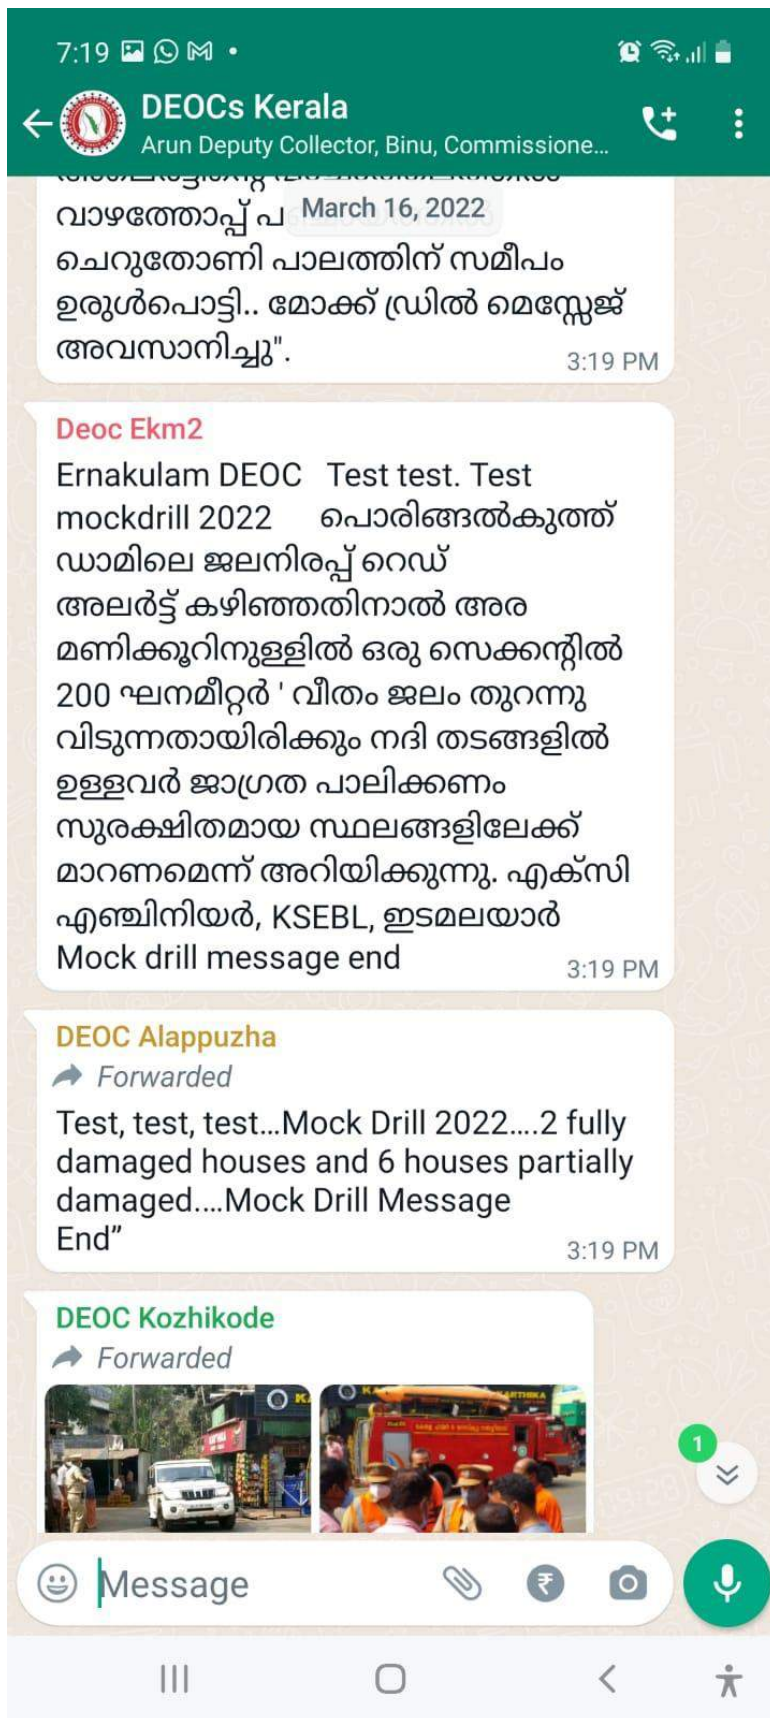 7:19
DEOCs Kerala
Arun Deputy Collector, Binu, Commissione...
March 16, 2022
വാഴത്തോപ്പ്
ചെറുതോണി പാലത്തിന് സമീപം
ഉരുൾപൊട്ടി.. മോക്ക് ഡ്രിൽ മെസ്സേജ്
അവസാനിച്ചു".
3:19 PM
Deoc Ekm2
Ernakulam DEOC Test test. Test
mockdrill 2022 പൊരിങ്ങൽകുത്ത്
ഡാമിലെ ജലനിരപ്പ് റെഡ്
അലർട്ട് കഴിഞ്ഞതിനാൽ അര
മണിക്കൂറിനുള്ളിൽ ഒരു സെക്കന്റിൽ
200 ഘനമീറ്റർ ' വീതം ജലം തുറന്നു
വിടുന്നതായിരിക്കും നദി തടങ്ങളിൽ
ഉള്ളവർ ജാഗ്രത പാലിക്കണം
സുരക്ഷിതമായ സ്ഥലങ്ങളിലേക്ക്
മാറണമെന്ന് അറിയിക്കുന്നു. എക്സി
എഞ്ചിനിയർ, KSEBL, ഇടമലയാർ
Mock drill message end
3:19 PM
DEOC Alappuzha
Forwarded
Test, test, test...Mock Drill 2022....2 fully
damaged houses and 6 houses partially
damaged....Mock Drill Message
End”
3:19 PM
DEOC Kozhikode
Forwarded
KARTHIKA
1
Message